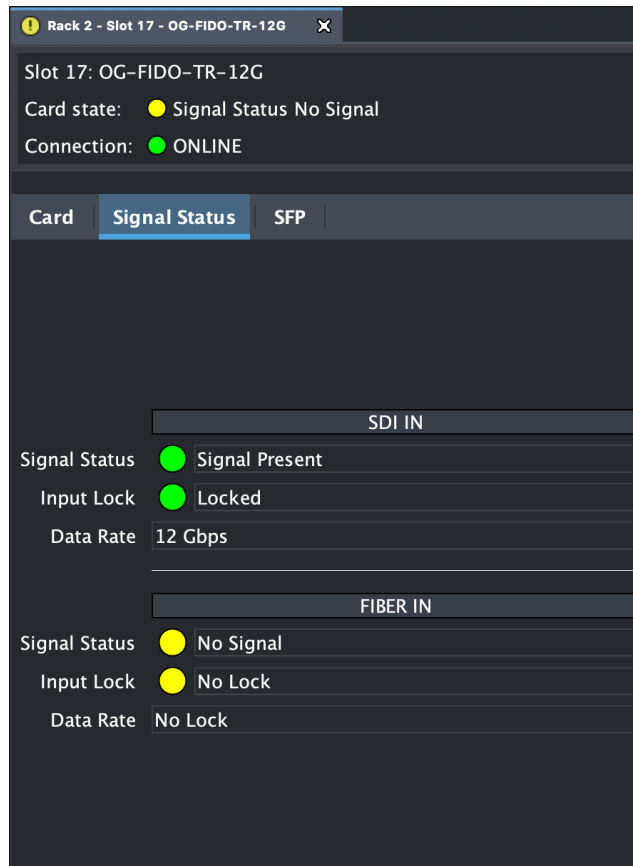 Rack 2 - Slot 17 - OG-FIDO-TR-12G
Slot 17: OG-FIDO-TR-12G
Card state: Signal Status No Signal
Connection: ONLINE
Card Signal Status SFP
SDI IN
Signal Status Signal Present
Input Lock Locked
Data Rate 12 Gbps
FIBER IN
Signal Status No Signal
Input Lock No Lock
Data Rate No Lock